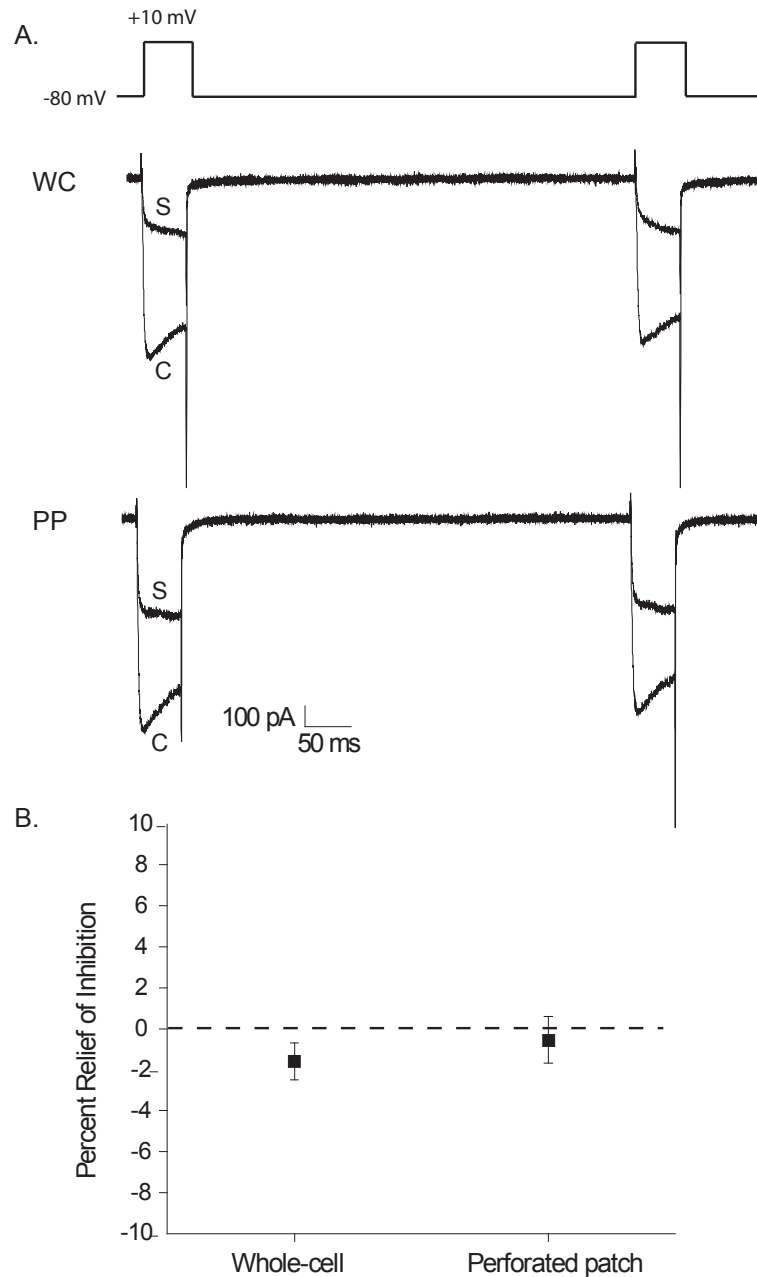 A.
+10 mV
-80 mV
WC
S
C
PP
S
C
100 pA
50 ms
B.
Percent Relief of Inhibition
10
8
6
4
2
0
-2
-4
-6
-8
-10
Whole-cell
Perforated patch